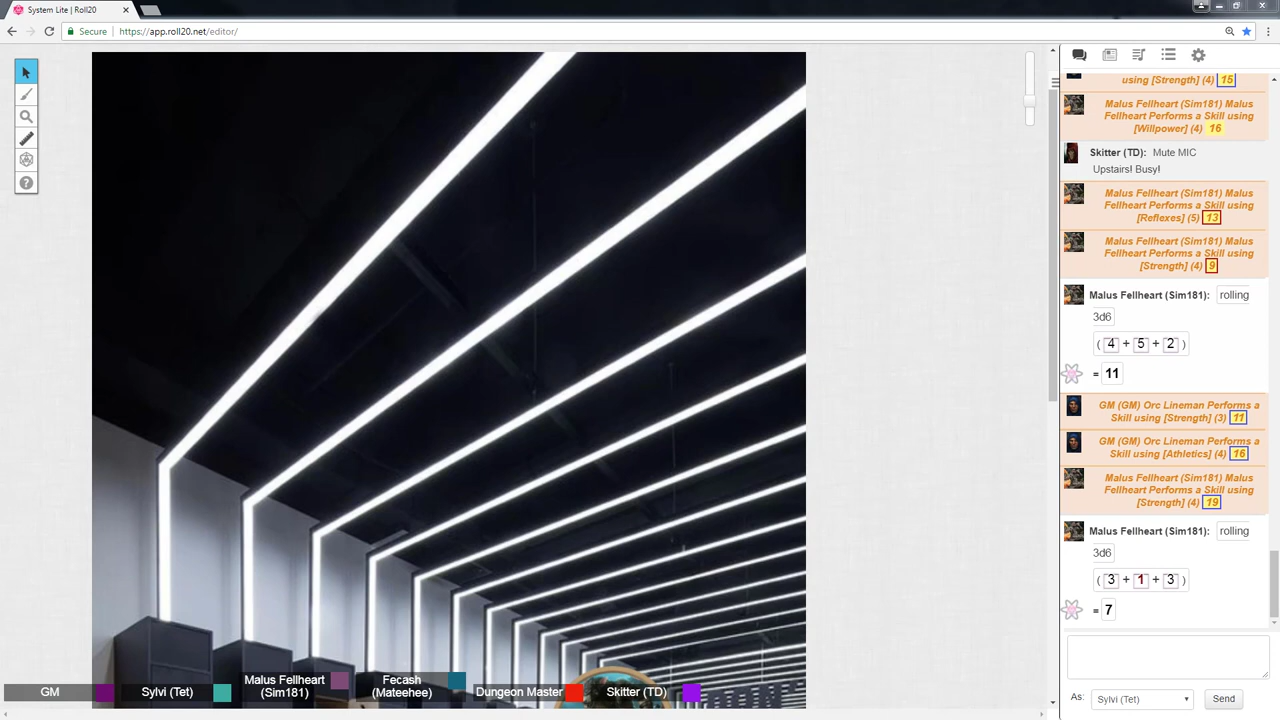 System Lite | Roll20
Secure https://app.roll20.net/editor/
using [Strength] (4) 15
Malus Fellheart (Sim181) Malus
Fellheart Performs a Skill using
[Willpower] (4) 16
Skitter (TD): Mute MIC
Upstairs! Busy!
Malus Fellheart (Sim181) Malus
Fellheart Performs a Skill using
[Reflexes] (5) 13
Malus Fellheart (Sim181) Malus
Fellheart Performs a Skill using
[Strength] (4) 9
Malus Fellheart (Sim181): rolling
3d6
( 4 + 5 + 2 )
= 11
GM (GM) Orc Lineman Performs a
Skill using [Strength] (3) 11
GM (GM) Orc Lineman Performs a
Skill using [Athletics] (4) 16
Malus Fellheart (Sim181) Malus
Fellheart Performs a Skill using
[Strength] (4) 19
Malus Fellheart (Sim181): rolling
3d6
( 3 + 1 + 3 )
= 7
As: Sylvi (Tet) Send
GM
Sylvi (Tet)
Malus Fellheart
(Sim181)
Fecash
(Mateehee)
Dungeon Master
Skitter (TD)